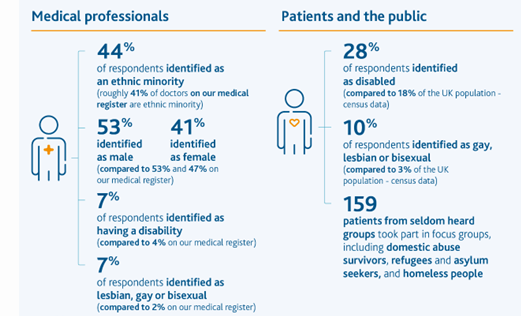 Medical professionals
44%
of respondents identified as
an ethnic minority
(roughly 41% of doctors on our medical
register are ethnic minority)
53%
identified
as male
41%
identified
as female
(compared to 53% and 47% on
our medical register)
7%
of respondents identified as
having a disability
(compared to 4% on our medical register)
7%
of respondents identified as
lesbian, gay or bisexual
(compared to 2% on our medical register)
Patients and the public
28%
of respondents identified
as disabled
(compared to 18% of the UK population -
census data)
10%
of respondents identified as gay,
lesbian or bisexual
(compared to 3% of the UK
population - census data)
159
patients from seldom heard
groups took part in focus groups,
including domestic abuse
survivors, refugees and asylum
seekers, and homeless people